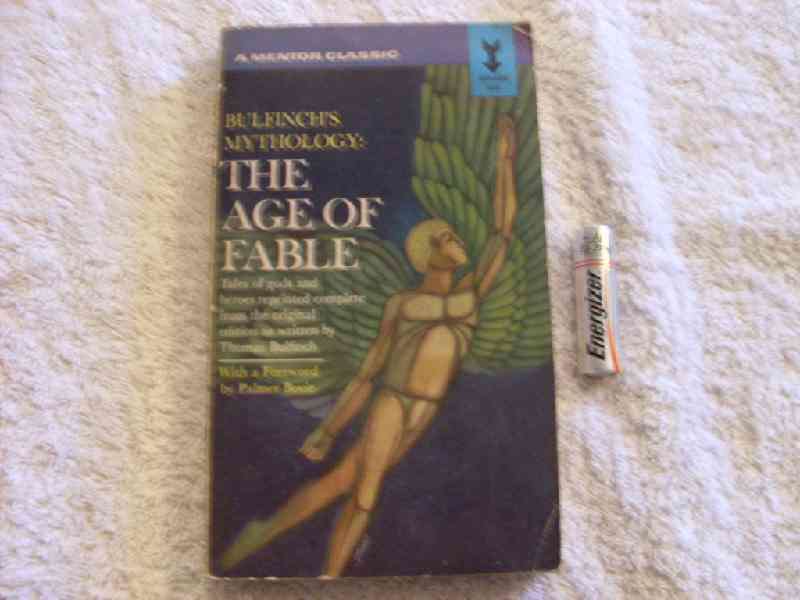 A MENTOR CLASSIC
BULFINCH'S
MYTHOLOGY:
THE
AGE OF
FABLE
Tales of gods and
heroes reprinted complete
from the original
edition as written by
Thomas Bulfinch
With a Foreword
by Palmer Bovie
Energizer